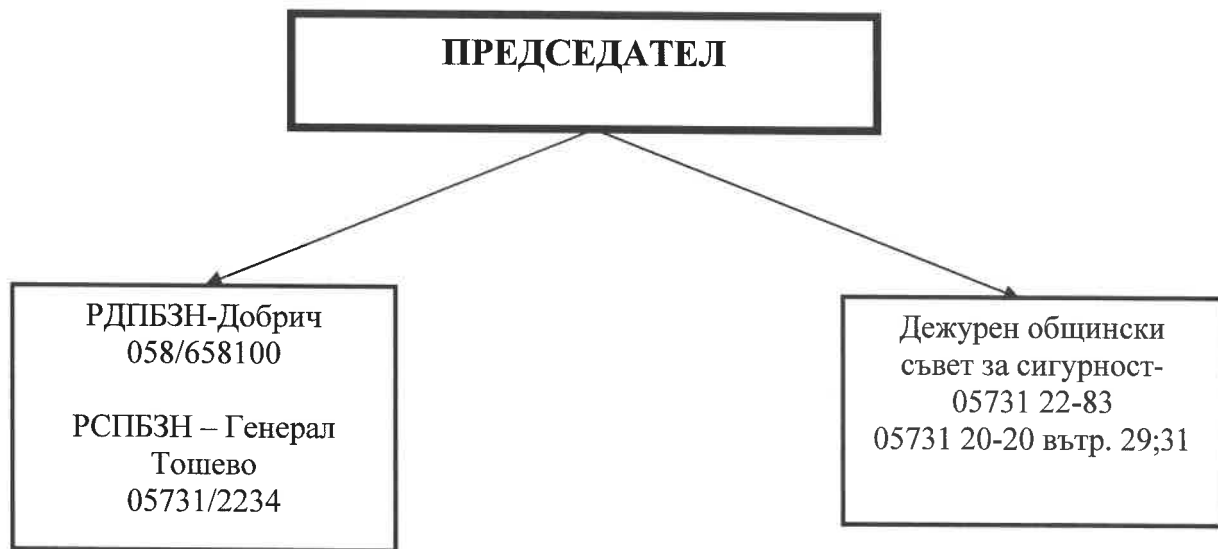 ПРЕДСЕДАТЕЛ
РДПБЗН-Добрич
058/658100
РСПБЗН – Генерал
Тошево
05731/2234
Дежурен общински
съвет за сигурност-
05731 22-83
05731 20-20 вътр. 29;31